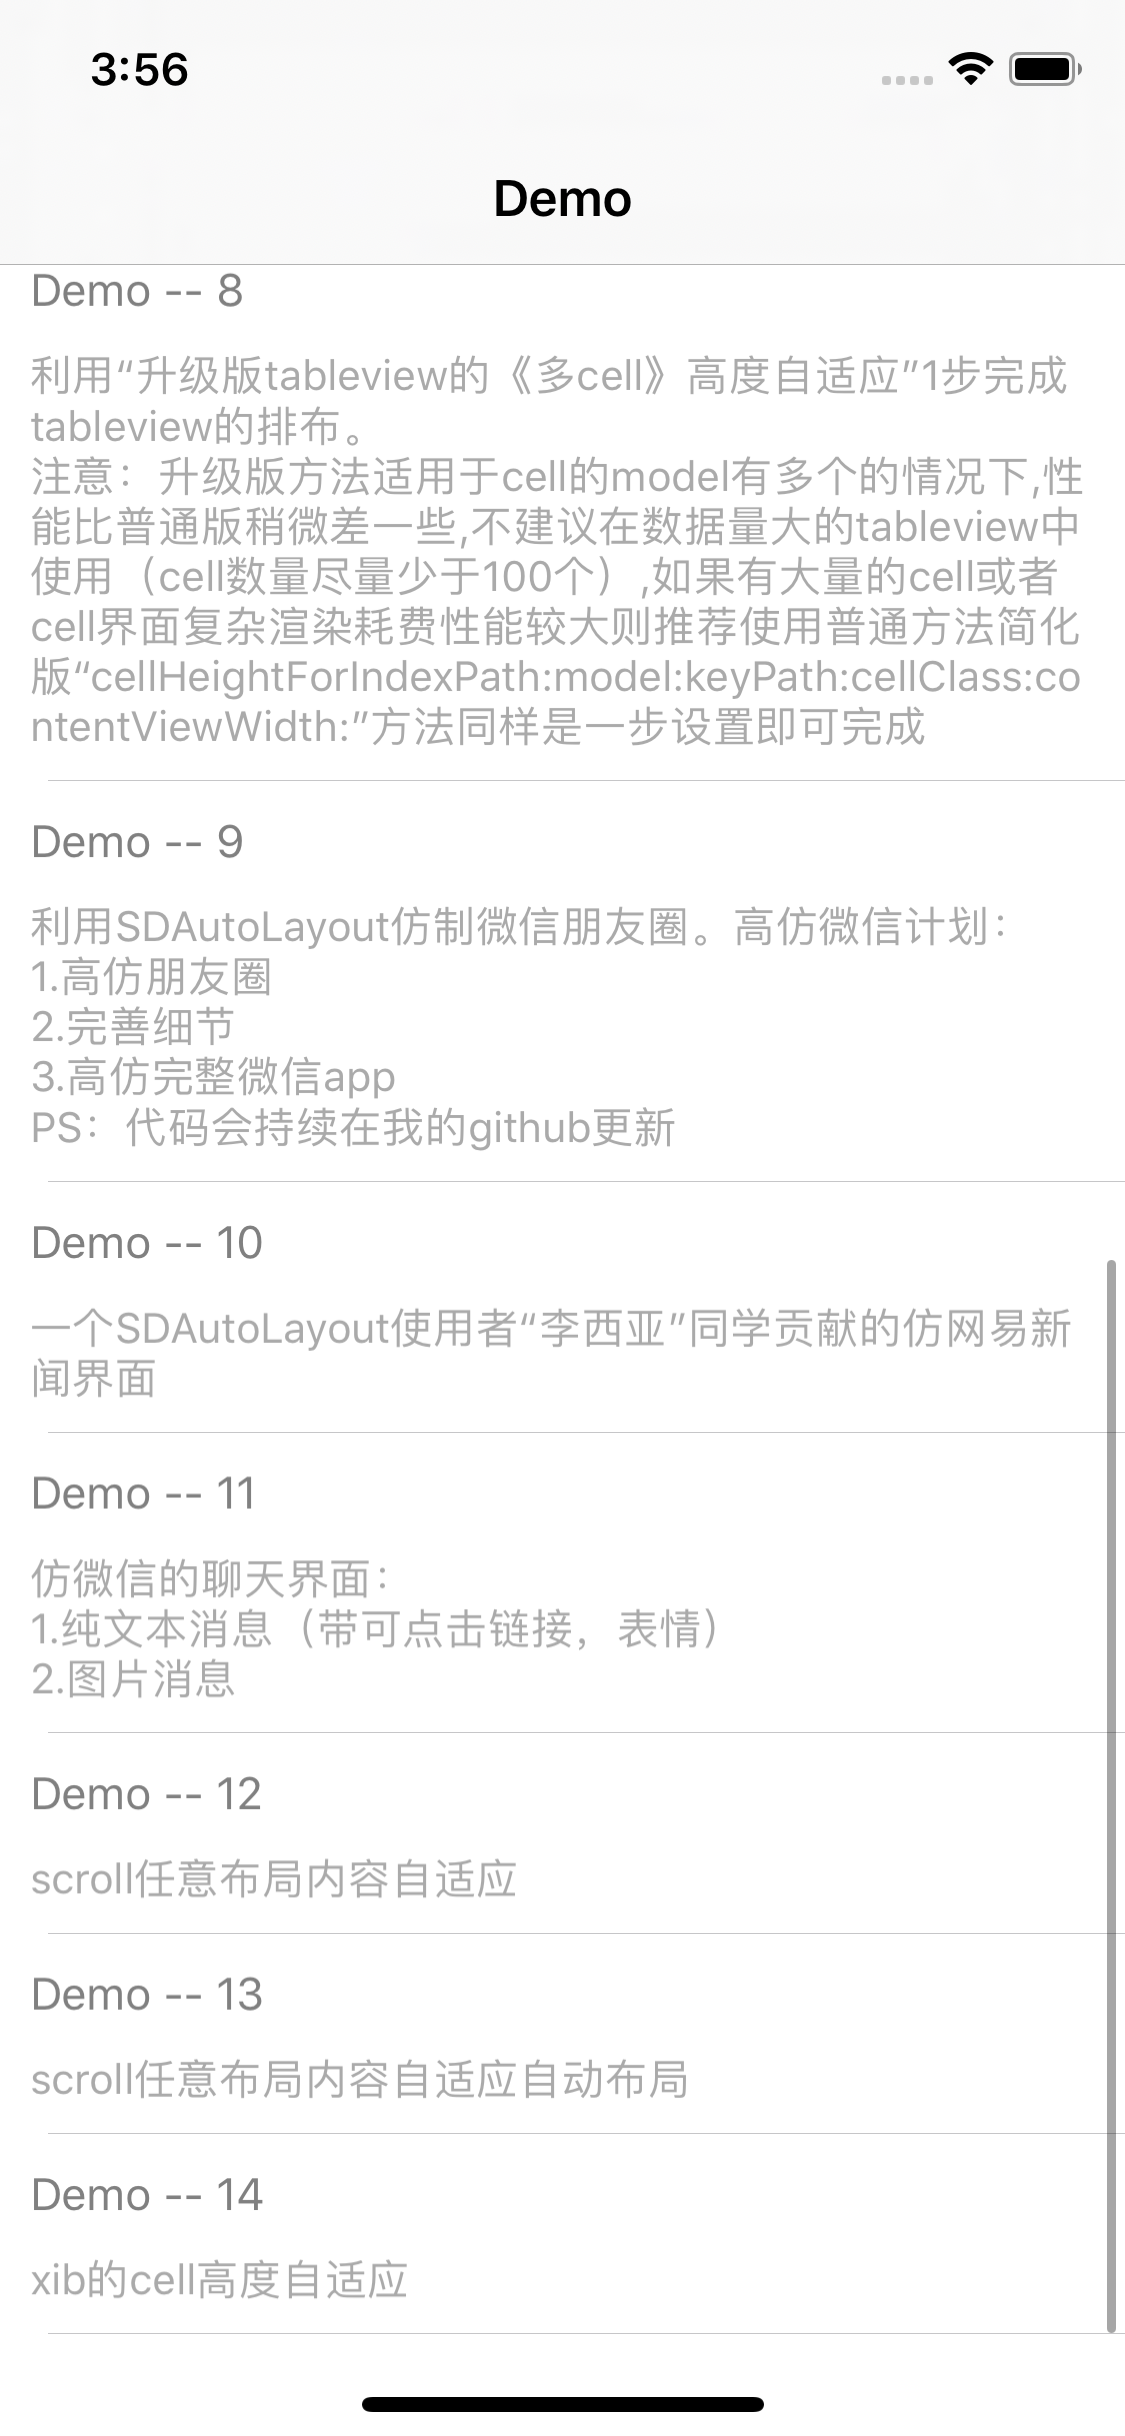 3:56
Demo
Demo -- 8
利用“升级版tableview的《多cell》高度自适应”1步完成
tableview的排布。
注意：升级版方法适用于cell的model有多个的情况下,性
能比普通版稍微差一些,不建议在数据量大的tableview中
使用（cell数量尽量少于100个）,如果有大量的cell或者
cell界面复杂渲染耗费性能较大则推荐使用普通方法简化
版“cellHeightForIndexPath:model:keyPath:cellClass:co
ntentViewWidth:”方法同样是一步设置即可完成
Demo -- 9
利用SDAutoLayout仿制微信朋友圈。高仿微信计划：
1.高仿朋友圈
2.完善细节
3.高仿完整微信app
PS：代码会持续在我的github更新
Demo -- 10
一个SDAutoLayout使用者“李西亚”同学贡献的仿网易新
闻界面
Demo -- 11
仿微信的聊天界面：
1.纯文本消息（带可点击链接，表情）
2.图片消息
Demo -- 12
scroll任意布局内容自适应
Demo -- 13
scroll任意布局内容自适应自动布局
Demo -- 14
xib的cell高度自适应